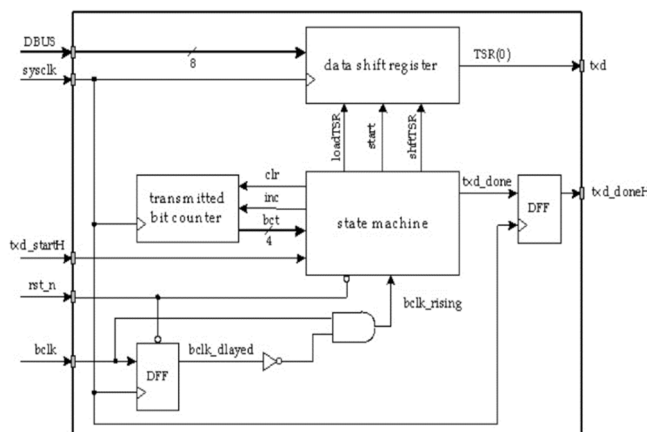 DBUS
8
data shift register
TSR(0)
txd
sysclk
loadTSR
start
shftTSR
clr
inc
bct
4
transmitted
bit counter
state machine
txd_done
DFF
txd_doneH
txd_startH
rst_n
bclk_rising
bclk
DFF
bclk_dlayed